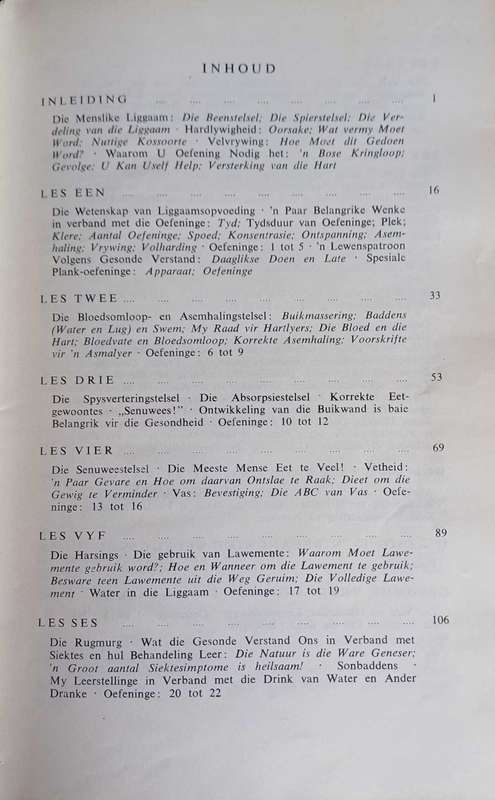 INHOUD
INLEIDING .... .... .... .... .... .... .... .... 1
Die Menslike Liggaam: Die Beenstelsel; Die Spierstelsel; Die Ver-
deling van die Liggaam · Hardlywigheid: Oorsake; Wat vermy Moet
Word; Nuttige Kossoorte · Velvrywing: Hoe Moet dit Gedoen
Word? · Waarom U Oefening Nodig het: 'n Bose Kringloop;
Gevolge; U Kan Uself Help; Versterking van die Hart
LES EEN .... .... .... .... .... .... .... .... 16
Die Wetenskap van Liggaamsopvoeding · 'n Paar Belangrike Wenke
in verband met die Oefeninge: Tyd; Tydsduur van Oefeninge; Plek;
Klere; Aantal Oefeninge; Spoed; Konsentrasie; Ontspanning; Asem-
haling; Vrywing; Volharding · Oefeninge: 1 tot 5 · 'n Lewenspatroon
Volgens Gesonde Verstand: Daaglikse Doen en Late · Spesiale
Plank-oefeninge: Apparaat; Oefeninge
LES TWEE .... .... .... .... .... .... .... .... 33
Die Bloedsomloop- en Asemhalingstelsel: Buikmassering; Baddens
(Water en Lug) en Swem; My Raad vir Hartlyers; Die Bloed en die
Hart; Bloedvate en Bloedsomloop; Korrekte Asemhaling; Voorskrifte
vir 'n Asmalyer · Oefeninge: 6 tot 9
LES DRIE .... .... .... .... .... .... .... .... 53
Die Spysverteringstelsel · Die Absorpsiestelsel · Korrekte Eet-
gewoontes · „Senuwees!” · Ontwikkeling van die Buikwand is baie
Belangrik vir die Gesondheid · Oefeninge: 10 tot 12
LES VIER .... .... .... .... .... .... .... .... 69
Die Senuweestelsel · Die Meeste Mense Eet te Veel! · Vetheid:
'n Paar Gevare en Hoe om daarvan Ontslae te Raak; Dieet om die
Gewig te Verminder · Vas: Bevestiging; Die ABC van Vas · Oefe-
ninge: 13 tot 16
LES VYF .... .... .... .... .... .... .... .... 89
Die Harsings · Die gebruik van Lawemente: Waarom Moet Lawe-
mente gebruik word?; Hoe en Wanneer om die Lawement te gebruik;
Besware teen Lawemente uit die Weg Geruim; Die Volledige Lawe-
ment · Water in die Liggaam · Oefeninge: 17 tot 19
LES SES .... .... .... .... .... .... .... .... 106
Die Rugmurg · Wat die Gesonde Verstand Ons in Verband met
Siektes en hul Behandeling Leer: Die Natuur is die Ware Geneser;
'n Groot aantal Siektesimptome is heilsaam! · Sonbaddens ·
My Leerstellinge in Verband met die Drink van Water en Ander
Dranke · Oefeninge: 20 tot 22